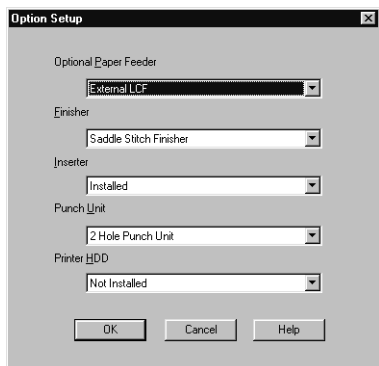 Option Setup
Optional Paper Feeder
External LCF
Finisher
Saddle Stitch Finisher
Inserter
Installed
Punch Unit
2 Hole Punch Unit
Printer HDD
Not Installed
OK Cancel Help